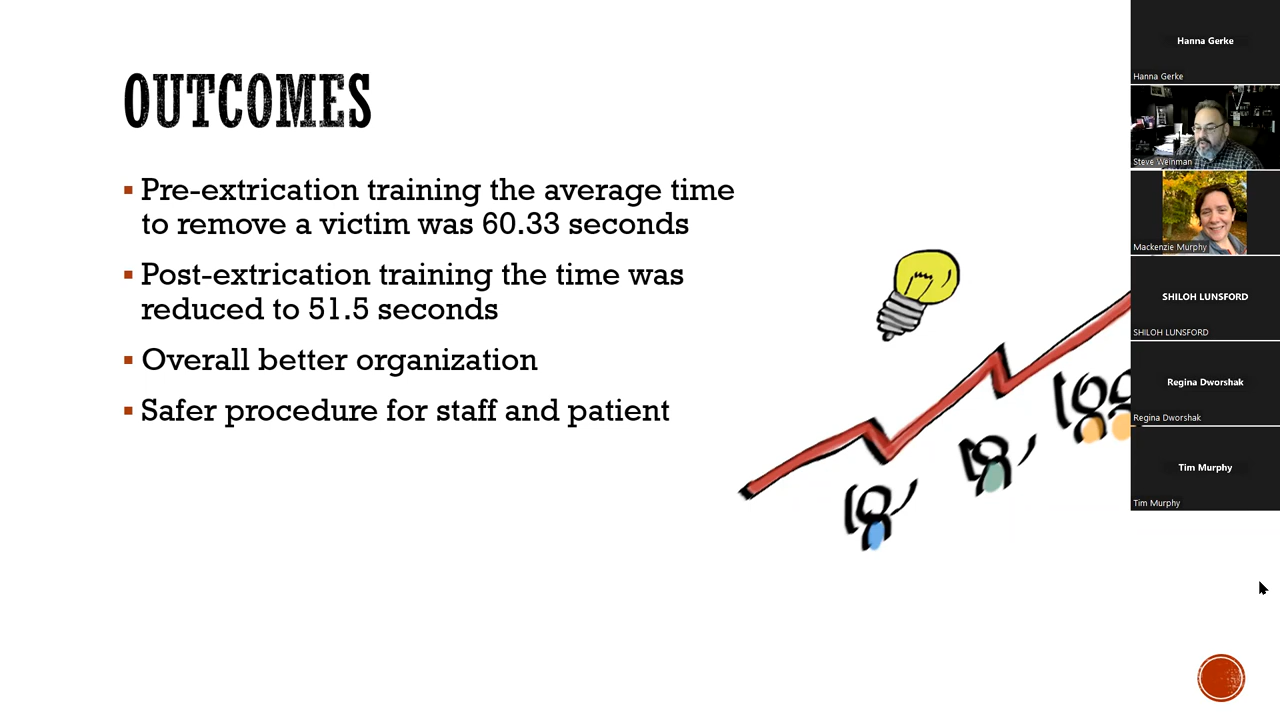 OUTCOMES
Pre-extrication training the average time
to remove a victim was 60.33 seconds
Post-extrication training the time was
reduced to 51.5 seconds
Overall better organization
Safer procedure for staff and patient
Hanna Gerke
Hanna Gerke
Steve Weinman
Mackenzie Murphy
SHILOH LUNSFORD
SHILOH LUNSFORD
Regina Dworshak
Regina Dworshak
Tim Murphy
Tim Murphy